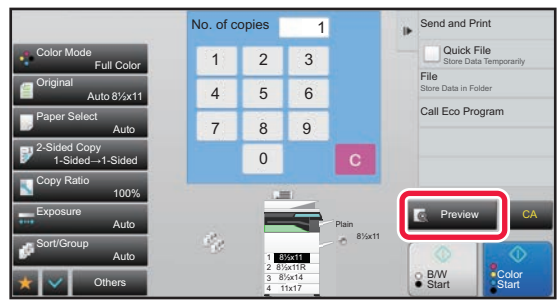 No. of copies 1
Color Mode
Full Color
Original
Auto 8½x11
Paper Select
Auto
2-Sided Copy
1-Sided→1-Sided
Copy Ratio
100%
Exposure
Auto
Sort/Group
Auto
Others
1 2 3
4 5 6
7 8 9
0 C
Plain
8½x11
1 8½x11
2 8½x11R
3 8½x14
4 11x17
Send and Print
Quick File
Store Data Temporarily
File
Store Data in Folder
Call Eco Program
Preview
CA
B/W
Start
Color
Start